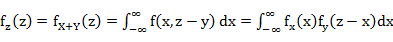 f_z(z) = f_{X+Y}(z) = ∫_{-∞}^{∞} f(x, z − y) dx = ∫_{-∞}^{∞} f_x(x)f_y(z − x)dx